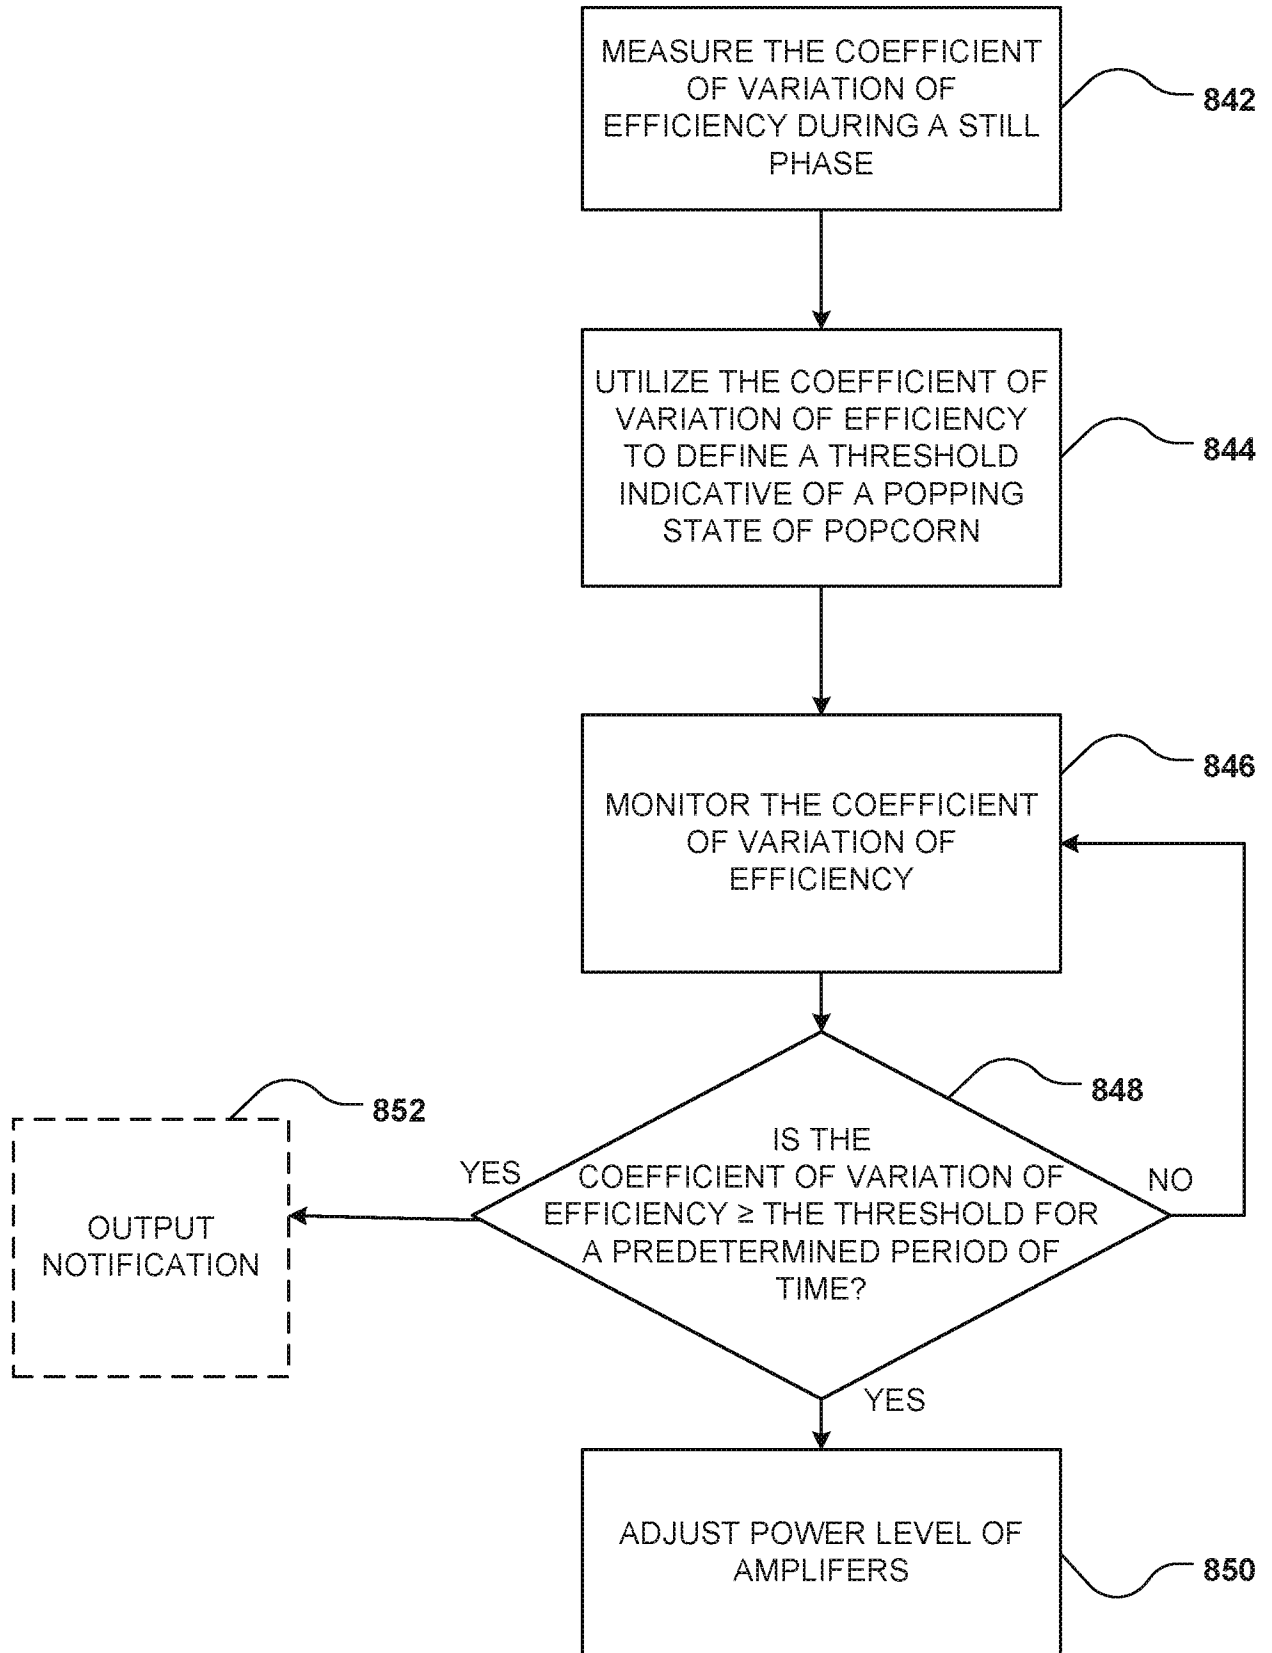 MEASURE THE COEFFICIENT
OF VARIATION OF
EFFICIENCY DURING A STILL
PHASE
842
UTILIZE THE COEFFICIENT OF
VARIATION OF EFFICIENCY
TO DEFINE A THRESHOLD
INDICATIVE OF A POPPING
STATE OF POPCORN
844
MONITOR THE COEFFICIENT
OF VARIATION OF
EFFICIENCY
846
IS THE
COEFFICIENT OF VARIATION OF
EFFICIENCY ≥ THE THRESHOLD FOR
A PREDETERMINED PERIOD OF
TIME?
848
YES
NO
852
OUTPUT
NOTIFICATION
YES
ADJUST POWER LEVEL OF
AMPLIFERS
850